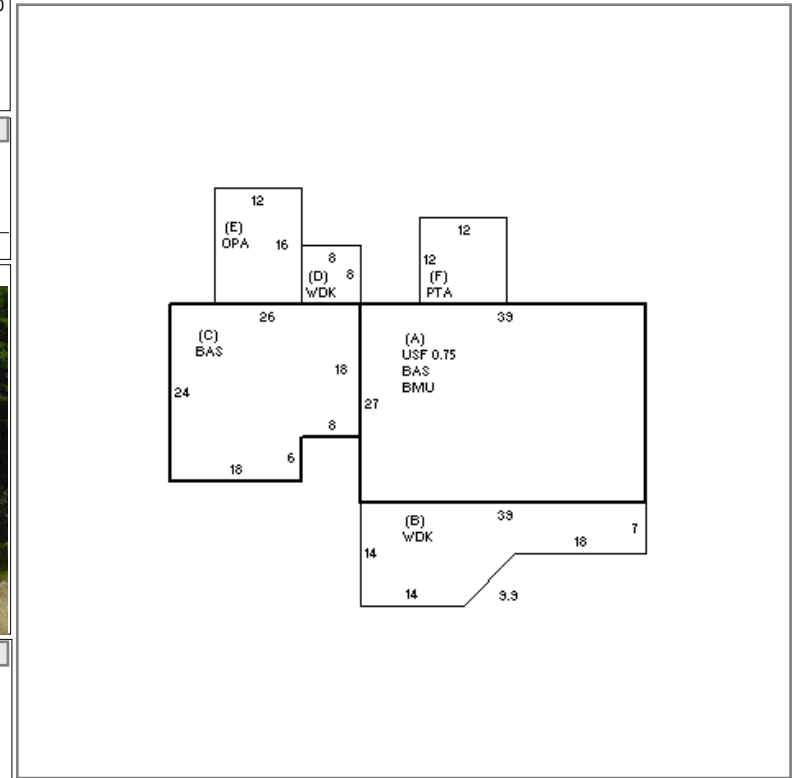 12
(E)
OPA 16
8
(D) 8
WDK
12
12
(F)
PTA
26
(C)
BAS
18
24
8
6
18
39
(A)
USF 0.75
BAS
BMU
27
39
(B)
WDK
7
18
14
14
9.9